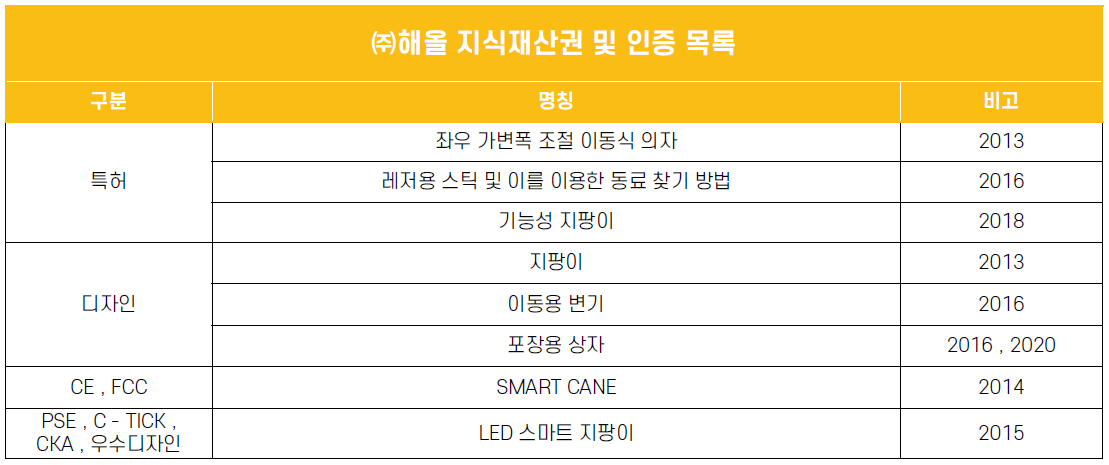 ㈜해올 지식재산권 및 인증 목록
구분 명칭 비고
특허
좌우 가변폭 조절 이동식 의자 2013
레저용 스틱 및 이를 이용한 동료 찾기 방법 2016
기능성 지팡이 2018
디자인
지팡이 2013
이동용 변기 2016
포장용 상자 2016 , 2020
CE , FCC SMART CANE 2014
PSE , C - TICK ,
CKA , 우수디자인
LED 스마트 지팡이 2015